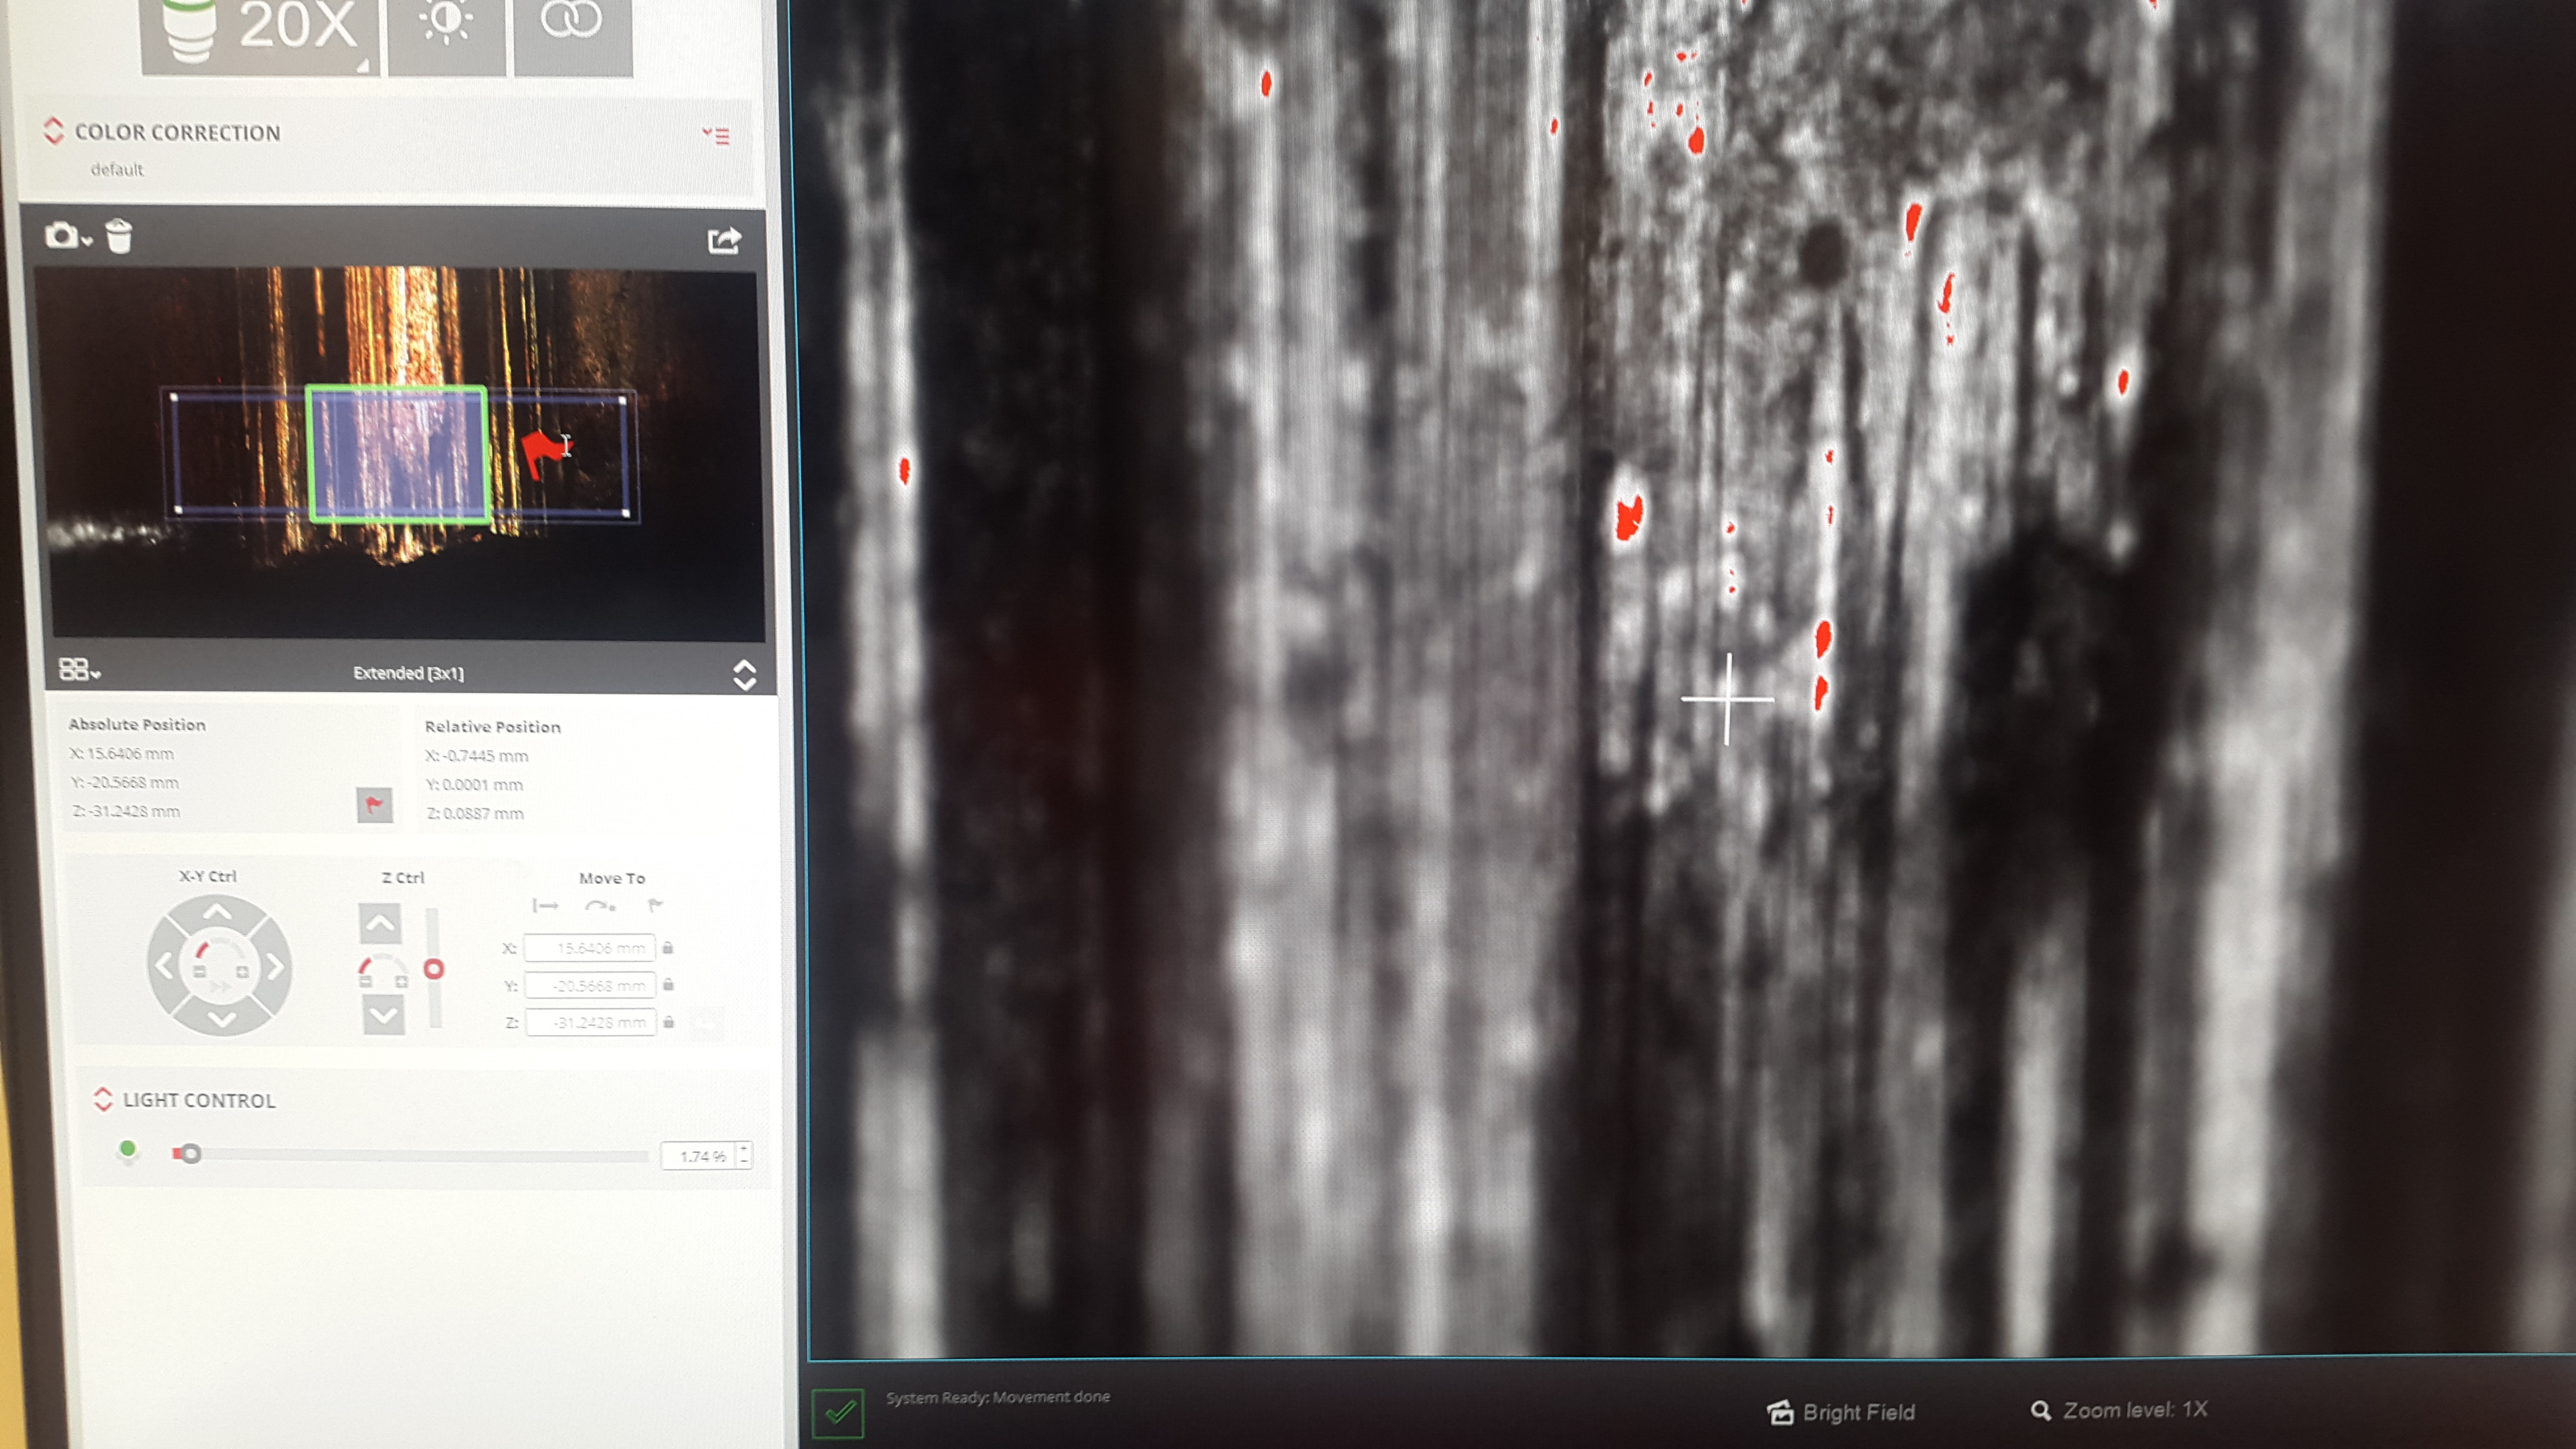 20X
COLOR CORRECTION
default
Extended [3x1]
Absolute Position
X: 15.6406 mm
Y: -20.5668 mm
Z: -31.2428 mm
Relative Position
X: -0.7445 mm
Y: 0.0001 mm
Z: 0.0887 mm
X-Y Ctrl
Z Ctrl
Move To
X: 15.6406 mm
Y: -20.5668 mm
Z: -31.2428 mm
LIGHT CONTROL
1.74 %
System Ready: Movement done
Bright Field
Zoom level: 1X